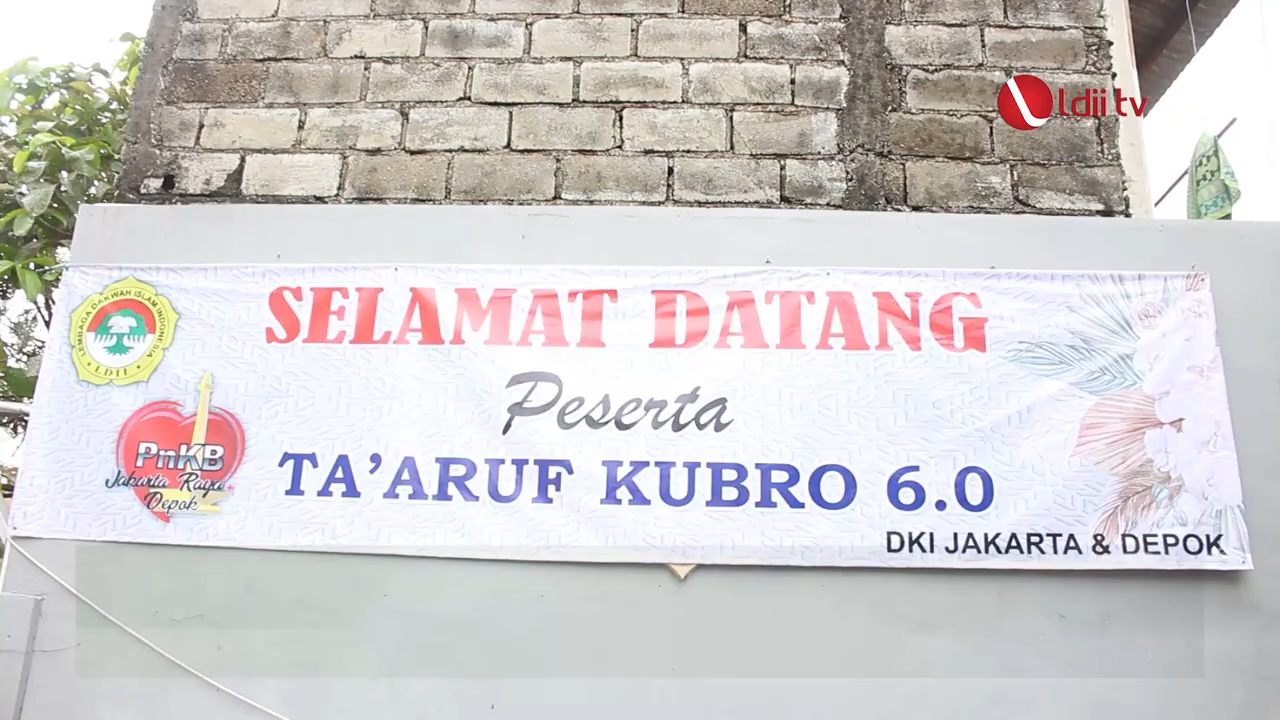 ldii tv
LEMBAGA DAKWAH ISLAM INDONESIA
LDII
SELAMAT DATANG
Peserta
TA'ARUF KUBRO 6.0
DKI JAKARTA & DEPOK
PnKB
Jakarta Raya+
Depok